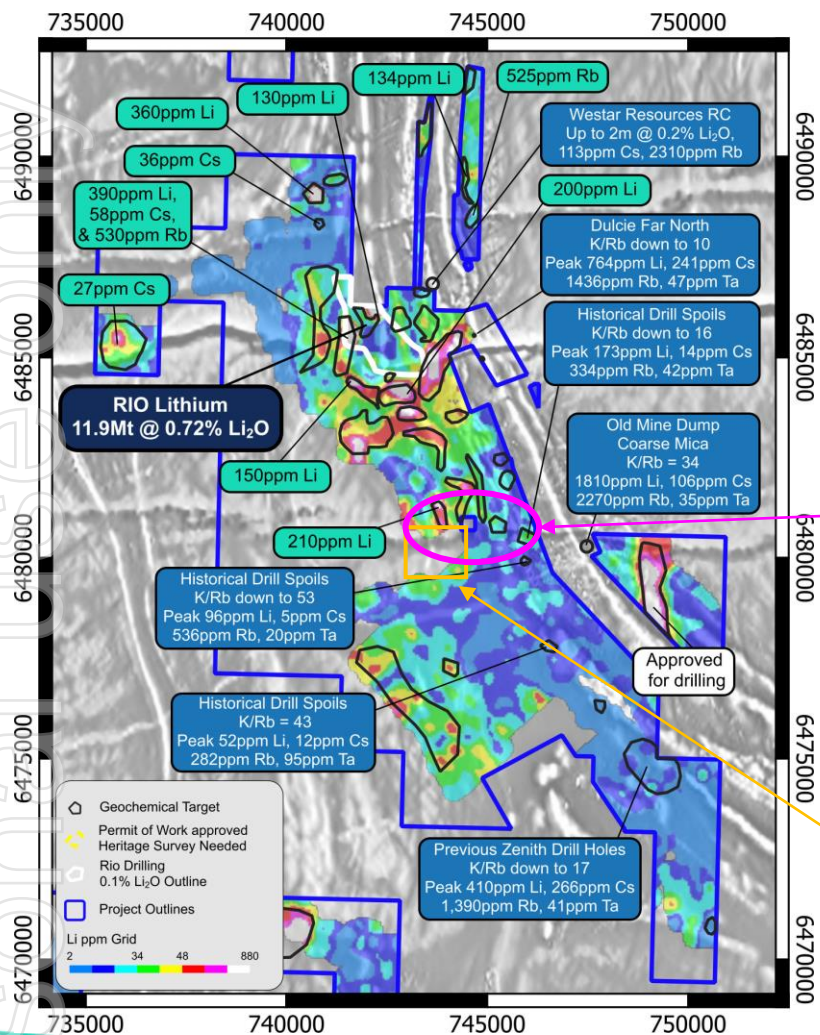 735000 740000 745000 750000
134ppm Li
525ppm Rb
130ppm Li
360ppm Li
Westar Resources RC
Up to 2m @ 0.2% Li₂O,
113ppm Cs, 2310ppm Rb
36ppm Cs
390ppm Li,
58ppm Cs,
& 530ppm Rb
200ppm Li
Dulcie Far North
K/Rb down to 10
Peak 764ppm Li, 241ppm Cs
1436ppm Rb, 47ppm Ta
27ppm Cs
Historical Drill Spoils
K/Rb down to 16
Peak 173ppm Li, 14ppm Cs
334ppm Rb, 42ppm Ta
RIO Lithium
11.9Mt @ 0.72% Li₂O
Old Mine Dump
Coarse Mica
K/Rb = 34
1810ppm Li, 106ppm Cs
2270ppm Rb, 35ppm Ta
150ppm Li
210ppm Li
Historical Drill Spoils
K/Rb down to 53
Peak 96ppm Li, 5ppm Cs
536ppm Rb, 20ppm Ta
Approved
for drilling
Historical Drill Spoils
K/Rb = 43
Peak 52ppm Li, 12ppm Cs
282ppm Rb, 95ppm Ta
Previous Zenith Drill Holes
K/Rb down to 17
Peak 410ppm Li, 266ppm Cs
1,390ppm Rb, 41ppm Ta
Geochemical Target
Permit of Work approved
Heritage Survey Needed
Rio Drilling
0.1% Li₂O Outline
Project Outlines
Li ppm Grid
2 34 48 880
6490000
6485000
6480000
6475000
6470000
6490000
6485000
6480000
6475000
6470000
735000 740000 745000 750000
sonal use only